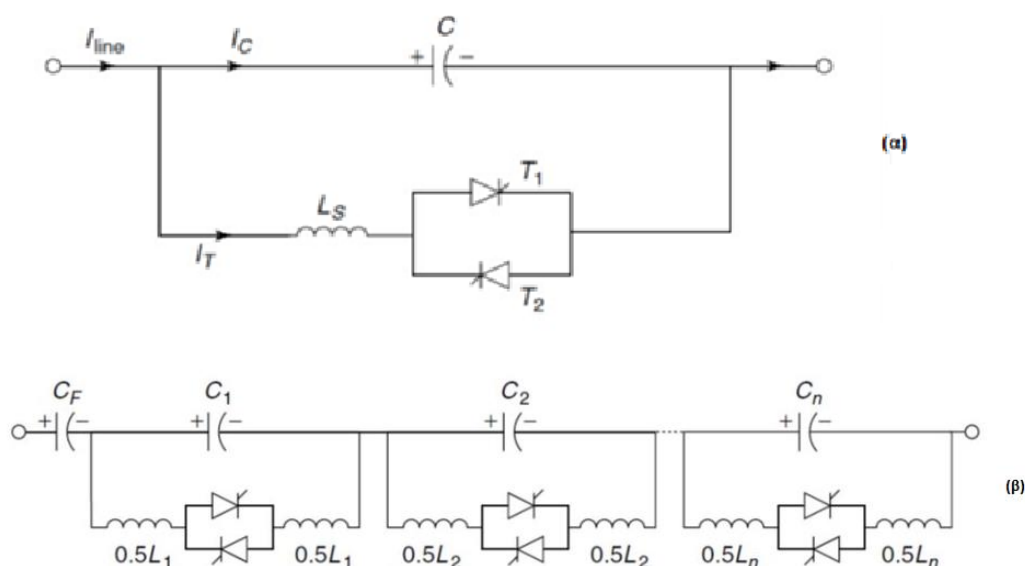 I_line I_C C
+ −
(α)
T_1
L_S
I_T
T_2
C_F C_1 C_2 C_n
+ − + − + − + −
(β)
0.5L_1 0.5L_1 0.5L_2 0.5L_2 0.5L_n 0.5L_n